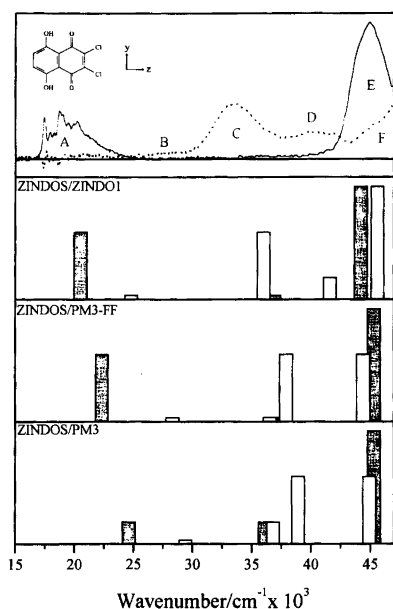 OH O
Cl
Cl
OH O
y
z
A
B
C
D
E
F
ZINDOS/ZINDO1
ZINDOS/PM3-FF
ZINDOS/PM3
15 20 25 30 35 40 45
Wavenumber/cm⁻¹x 10³